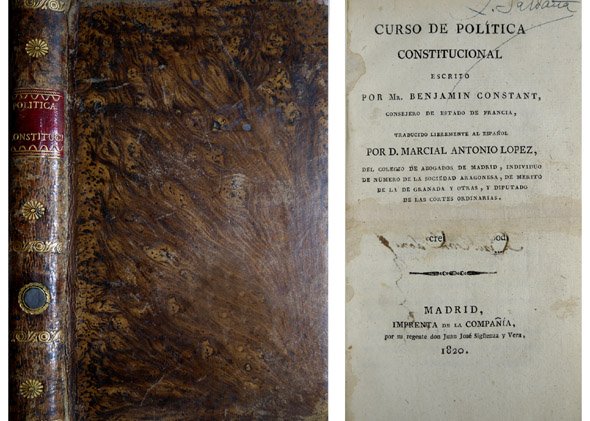 POLITICA
CONSTITUCI
CURSO DE POLÍTICA
CONSTITUCIONAL
ESCRITO
POR MR. BENJAMIN CONSTANT,
CONSEJERO DE ESTADO DE FRANCIA,
TRADUCIDO LIBREMENTE AL ESPAÑOL
POR D. MARCIAL ANTONIO LOPEZ,
DEL COLEGIO DE ABOGADOS DE MADRID, INDIVIDUO
DE NÚMERO DE LA SOCIEDAD ARAGONESA, DE MERITO
DE LA DE GRANADA Y OTRAS, Y DIPUTADO
DE LAS CÓRTES ORDINARIAS.
MADRID,
IMPRENTA DE LA COMPAÑÍA,
por su regente don Juan José Sigüenza y Vera,
1820.